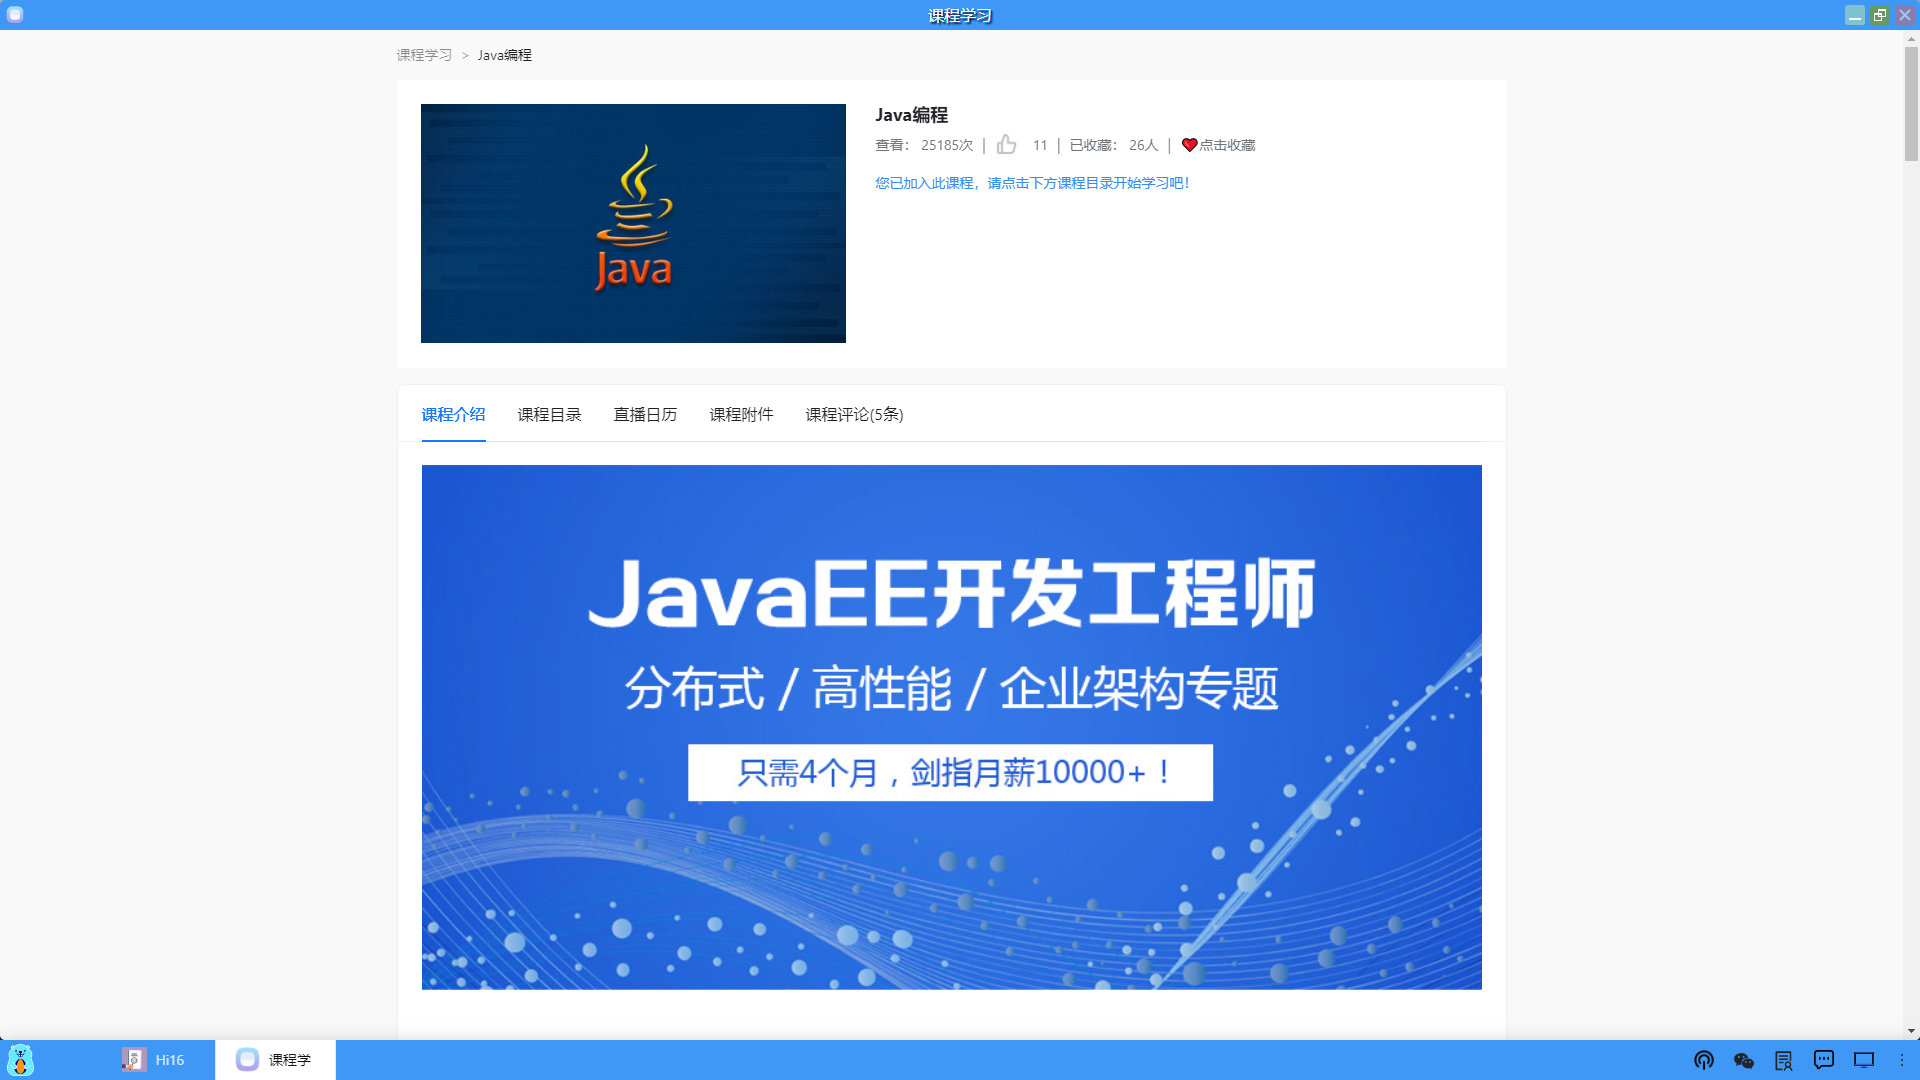 课程学习
课程学习 > Java编程
Java
Java编程
查看： 25185次 | 11 | 已收藏： 26人 | 点击收藏
您已加入此课程，请点击下方课程目录开始学习吧！
课程介绍 课程目录 直播日历 课程附件 课程评论(5条)
JavaEE开发工程师
分布式 / 高性能 / 企业架构专题
只需4个月，剑指月薪10000+！
Hi16 课程学